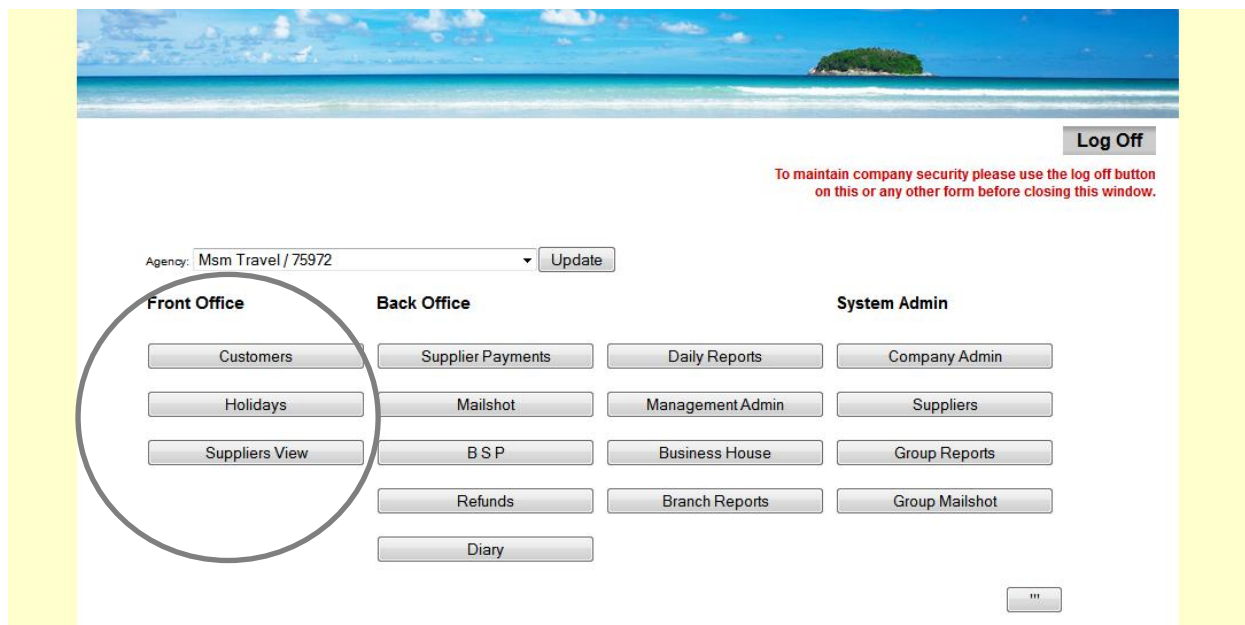 Log Off
To maintain company security please use the log off button
on this or any other form before closing this window.
Agency: Msm Travel / 75972 Update
Front Office Back Office System Admin
Customers Supplier Payments Daily Reports Company Admin
Holidays Mailshot Management Admin Suppliers
Suppliers View B S P Business House Group Reports
Refunds Branch Reports Group Mailshot
Diary
'''